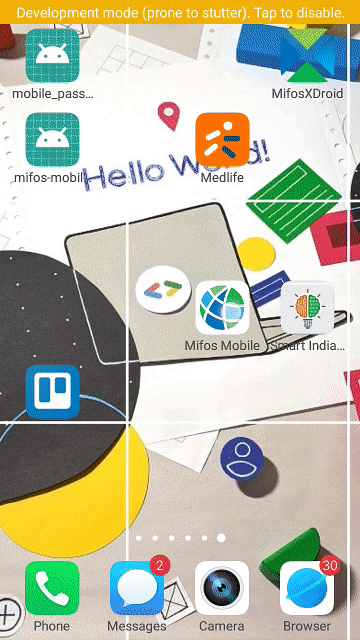 Development mode (prone to stutter). Tap to disable.
mobile_pass...
MifosXDroid
mifos-mobil
Medlife
Hello World!
Mifos Mobile
Smart India...
2
30
Phone
Messages
Camera
Browser